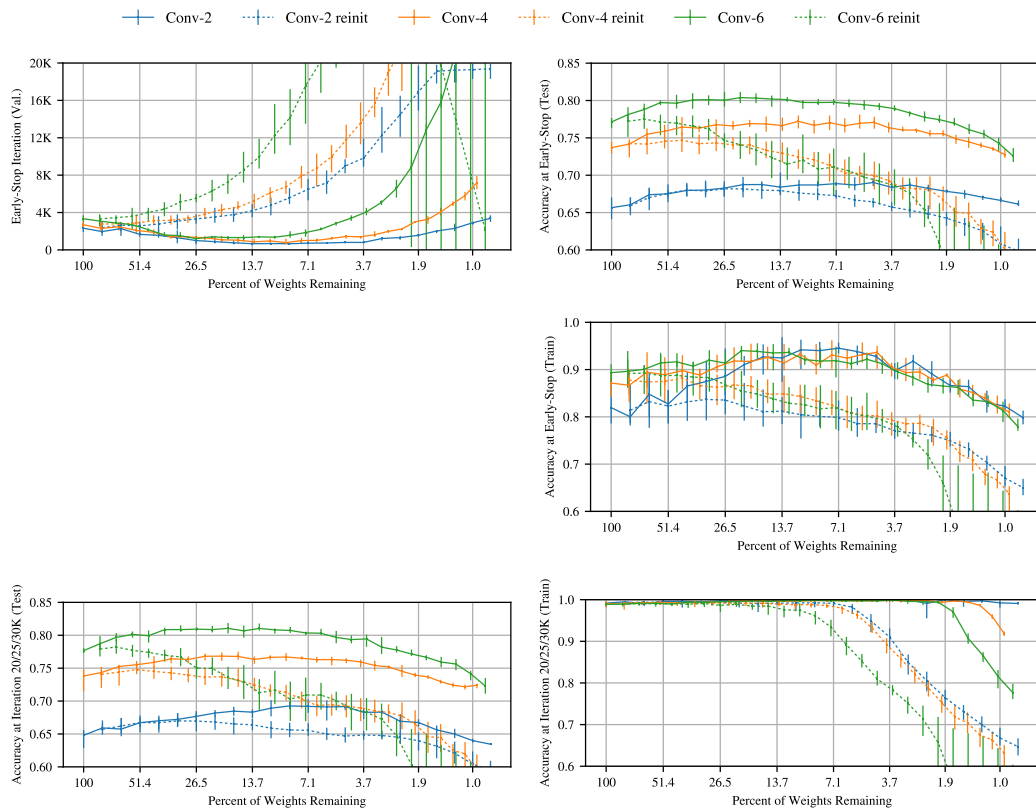 Conv-2 Conv-2 reinit Conv-4 Conv-4 reinit Conv-6 Conv-6 reinit
Early-Stop Iteration (Val.)
20K
16K
12K
8K
4K
0
100 51.4 26.5 13.7 7.1 3.7 1.9 1.0
Percent of Weights Remaining
Accuracy at Early-Stop (Test)
0.85
0.80
0.75
0.70
0.65
0.60
100 51.4 26.5 13.7 7.1 3.7 1.9 1.0
Percent of Weights Remaining
Accuracy at Early-Stop (Train)
1.0
0.9
0.8
0.7
0.6
100 51.4 26.5 13.7 7.1 3.7 1.9 1.0
Percent of Weights Remaining
Accuracy at Iteration 20/25/30K (Test)
0.85
0.80
0.75
0.70
0.65
0.60
100 51.4 26.5 13.7 7.1 3.7 1.9 1.0
Percent of Weights Remaining
Accuracy at Iteration 20/25/30K (Train)
1.0
0.9
0.8
0.7
0.6
100 51.4 26.5 13.7 7.1 3.7 1.9 1.0
Percent of Weights Remaining